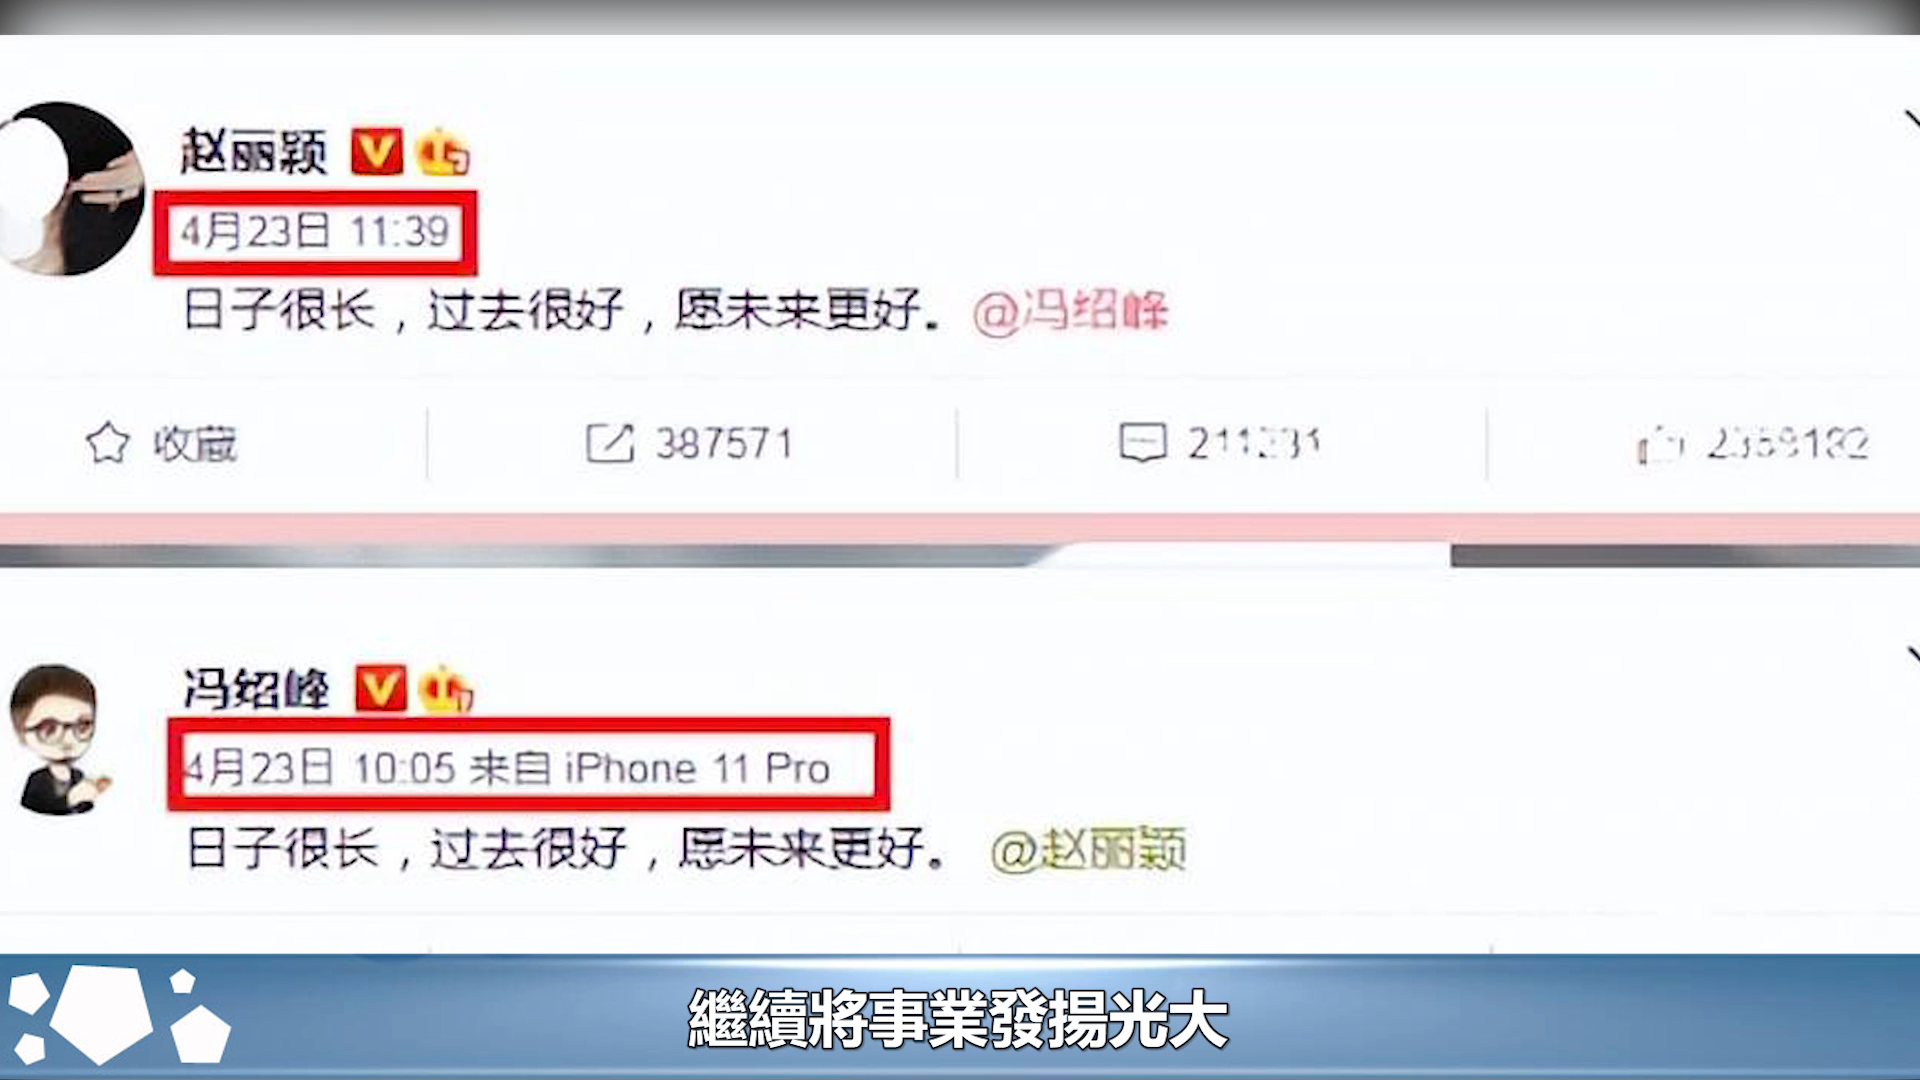 赵丽颖
4月23日 11:39
日子很长，过去很好，愿未来更好。@冯绍峰
收藏 387571
冯绍峰
4月23日 10:05 来自 iPhone 11 Pro
日子很长，过去很好，愿未来更好。 @赵丽颖
繼續將事業發揚光大